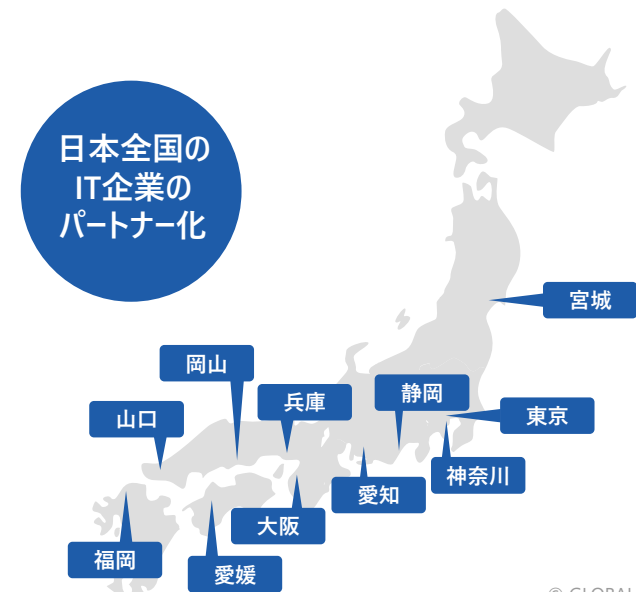 日本全国の
IT企業の
パートナー化
宮城
岡山
静岡
兵庫
山口
東京
神奈川
愛知
大阪
福岡
愛媛
© GLOBAL